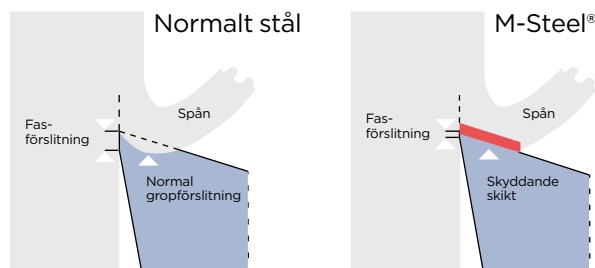 Normalt stål
Spån
Fas-
förslitning
Normal
gropförslitning
M-Steel®
Spån
Fas-
förslitning
Skyddande
skikt